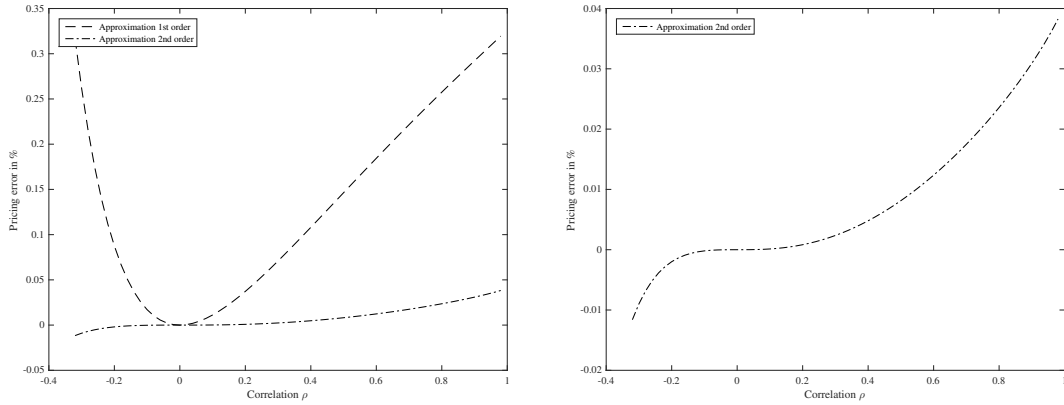 Approximation 1st order
Approximation 2nd order
0.35
0.3
0.25
0.2
0.15
0.1
0.05
0
-0.05
Pricing error in %
-0.4 -0.2 0 0.2 0.4 0.6 0.8 1
Correlation ρ
Approximation 2nd order
0.04
0.03
0.02
0.01
0
-0.01
-0.02
Pricing error in %
-0.4 -0.2 0 0.2 0.4 0.6 0.8 1
Correlation ρ